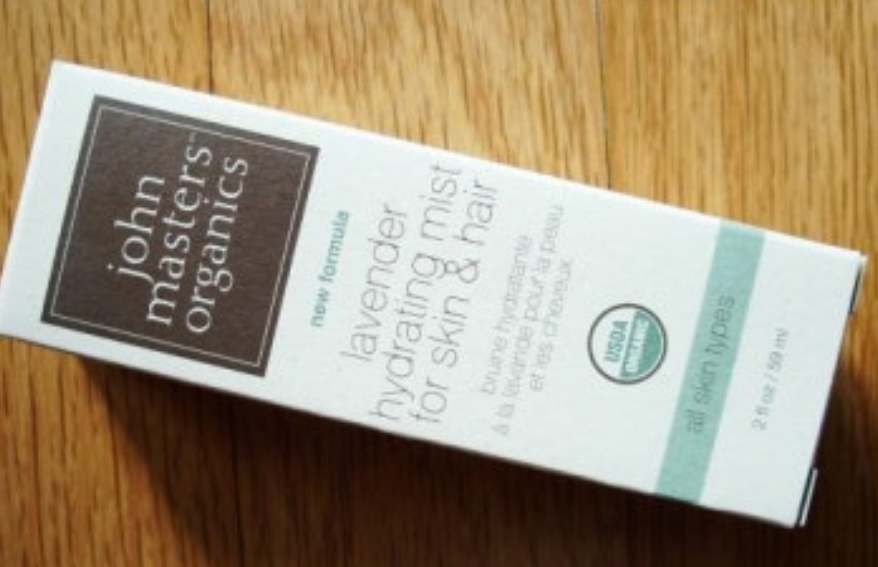 john
masters™
organics
new formula
lavender
hydrating mist
for skin & hair
brume hydratante
à la lavande pour la peau
et les cheveux
USDA
ORGANIC
all skin types
2 fl oz / 59 ml